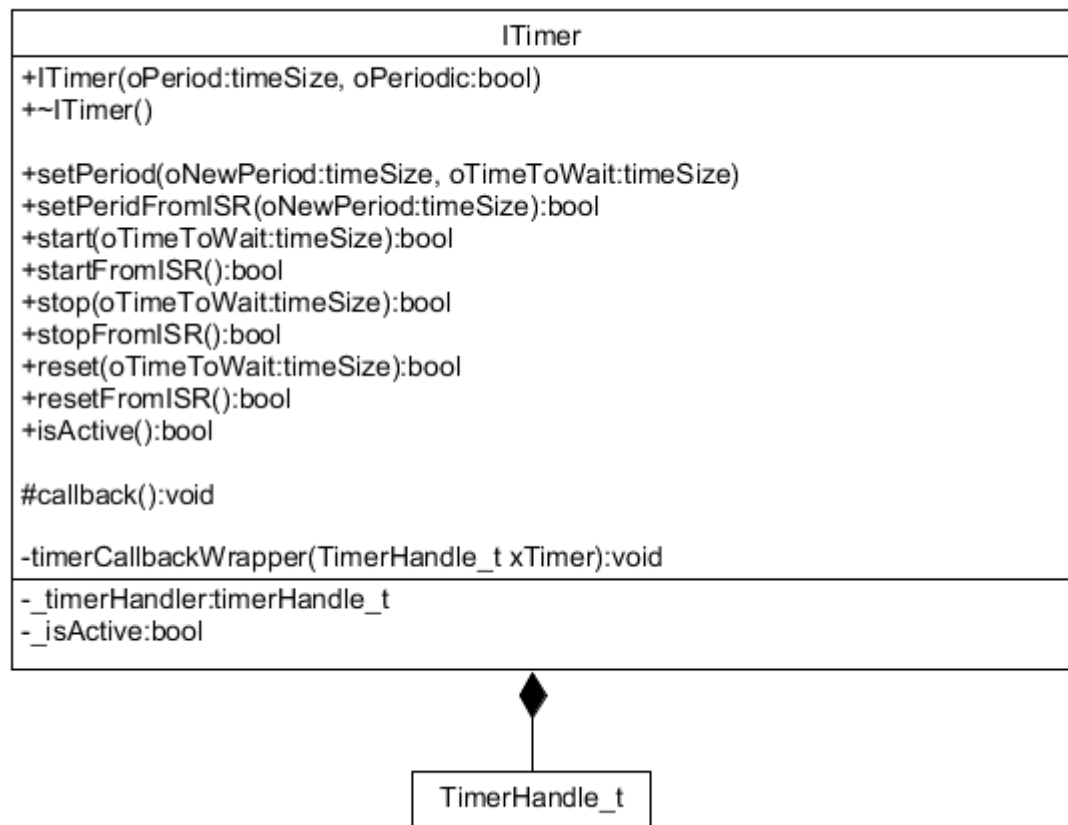 ITimer
+ITimer(oPeriod:timeSize, oPeriodic:bool)
+~ITimer()
+setPeriod(oNewPeriod:timeSize, oTimeToWait:timeSize)
+setPeridFromISR(oNewPeriod:timeSize):bool
+start(oTimeToWait:timeSize):bool
+startFromISR():bool
+stop(oTimeToWait:timeSize):bool
+stopFromISR():bool
+reset(oTimeToWait:timeSize):bool
+resetFromISR():bool
+isActive():bool
#callback():void
-timerCallbackWrapper(TimerHandle_t xTimer):void
-_timerHandler:timerHandle_t
-_isActive:bool
TimerHandle_t